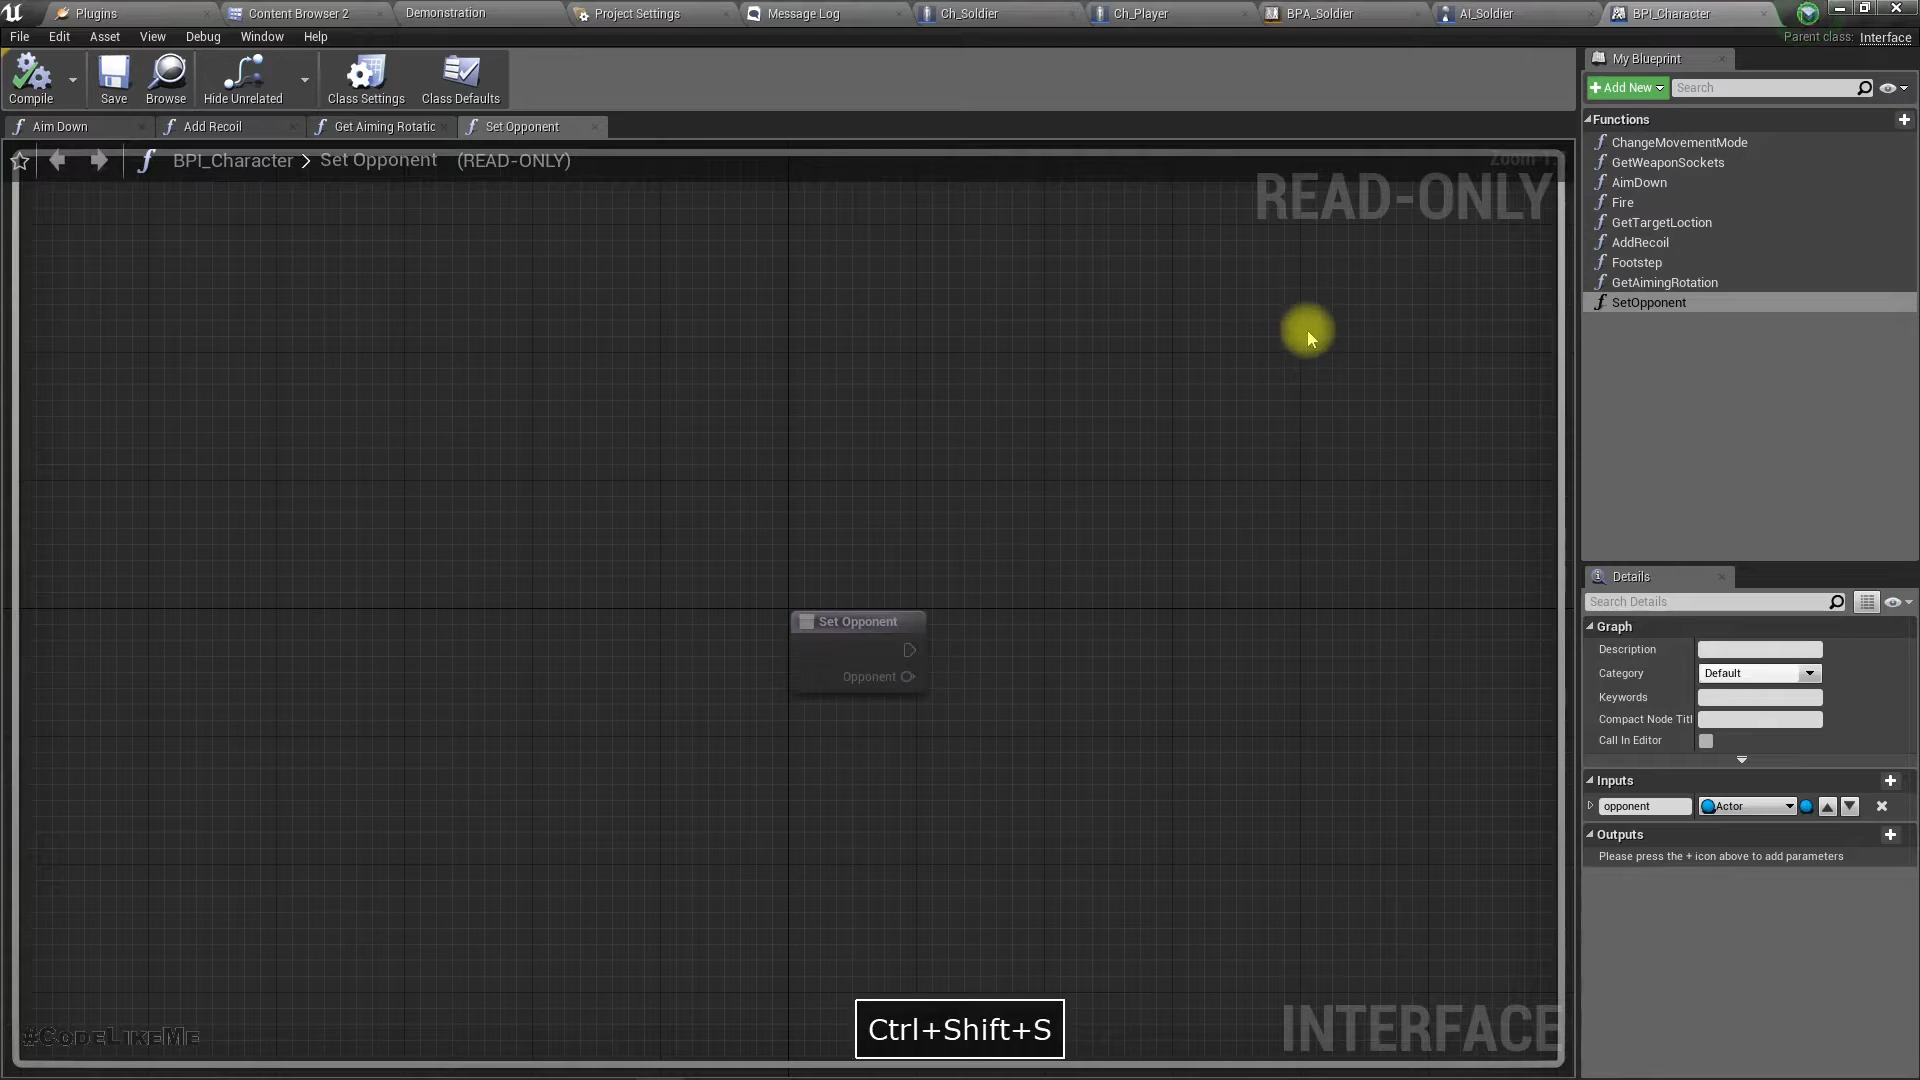 Plugins
Content Browser 2
Demonstration
Project Settings
Message Log
Ch_Soldier
Ch_Player
BPA_Soldier
AI_Soldier
BPI_Character
File Edit Asset View Window Debug Help
Parent class: Interface
Compile
Save
Browse
Hide Unrelated
Class Settings
Class Defaults
My Blueprint
+ Add New
Search
Aim Down
Add Recoil
Get Aiming Rotatic
Set Opponent
BPI_Character > Set Opponent (READ-ONLY)
READ-ONLY
Functions
ChangeMovementMode
GetWeaponSockets
AimDown
Fire
GetTargetLoction
AddRecoil
Footstep
GetAimingRotation
SetOpponent
Set Opponent
Opponent
Details
Search Details
Graph
Description
Category Default
Keywords
Compact Node Titl
Call In Editor
Inputs
opponent Actor
Outputs
Please press the + icon above to add parameters
#CodeLikeMe
Ctrl+Shift+S
INTERFACE